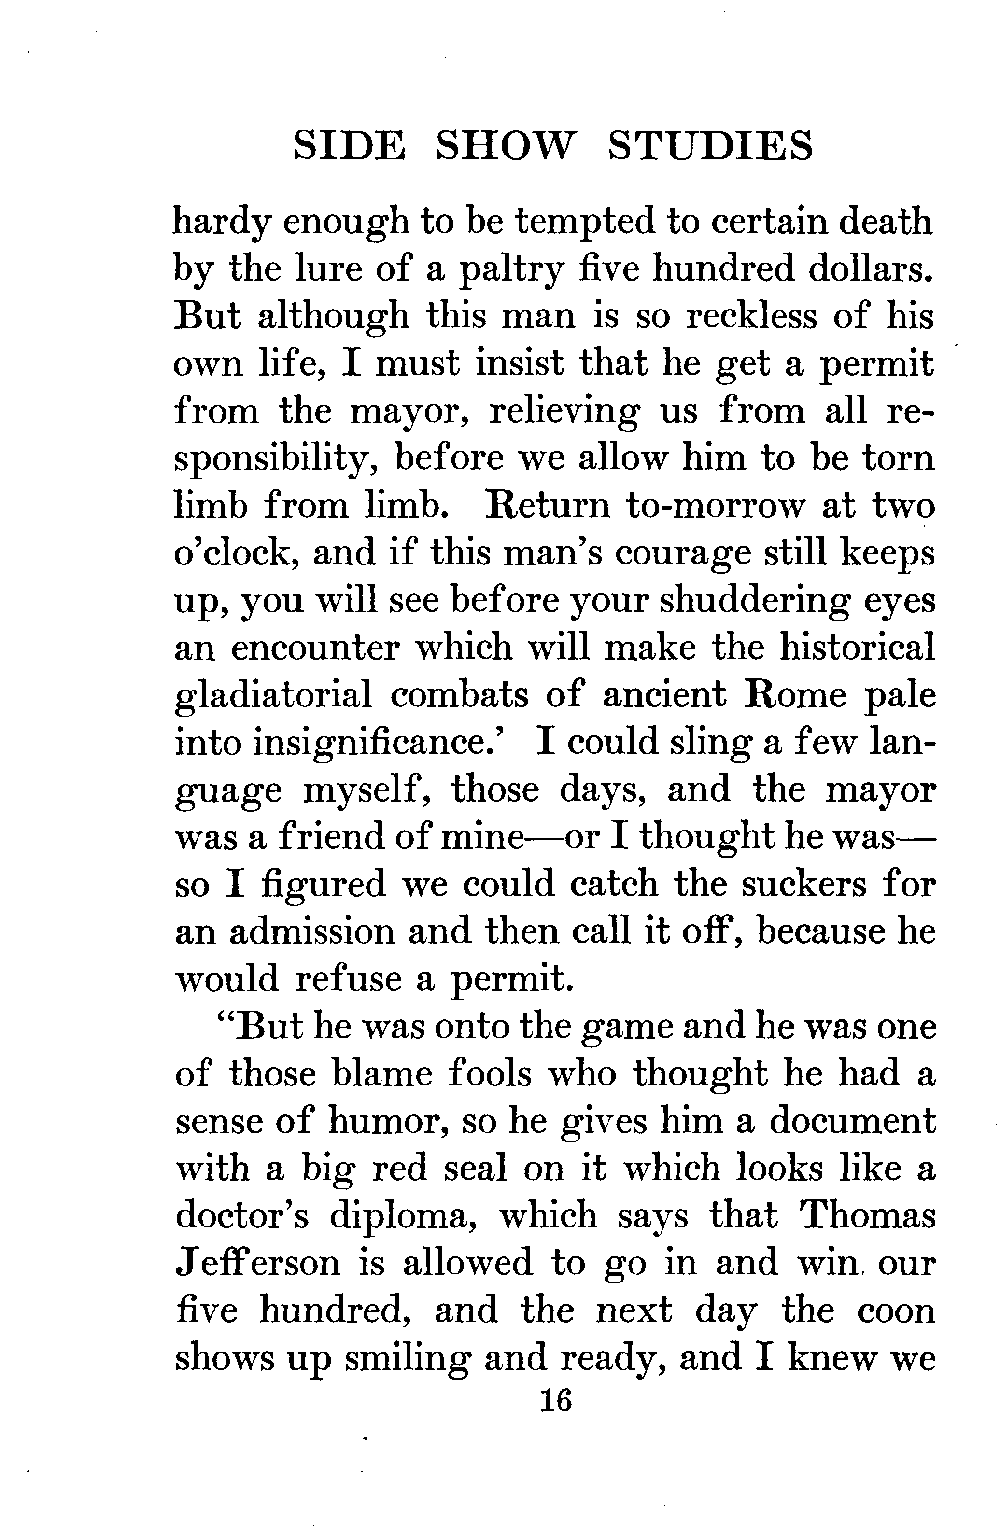 SIDE SHOW STUDIES
hardy enough to be tempted to certain death
by the lure of a paltry five hundred dollars.
But although this man is so reckless of his
own life, I must insist that he get a permit
from the mayor, relieving us from all re-
sponsibility, before we allow him to be torn
limb from limb. Return to-morrow at two
o'clock, and if this man's courage still keeps
up, you will see before your shuddering eyes
an encounter which will make the historical
gladiatorial combats of ancient Rome pale
into insignificance.' I could sling a few lan-
guage myself, those days, and the mayor
was a friend of mine—or I thought he was—
so I figured we could catch the suckers for
an admission and then call it off, because he
would refuse a permit.
"But he was onto the game and he was one
of those blame fools who thought he had a
sense of humor, so he gives him a document
with a big red seal on it which looks like a
doctor's diploma, which says that Thomas
Jefferson is allowed to go in and win our
five hundred, and the next day the coon
shows up smiling and ready, and I knew we
16